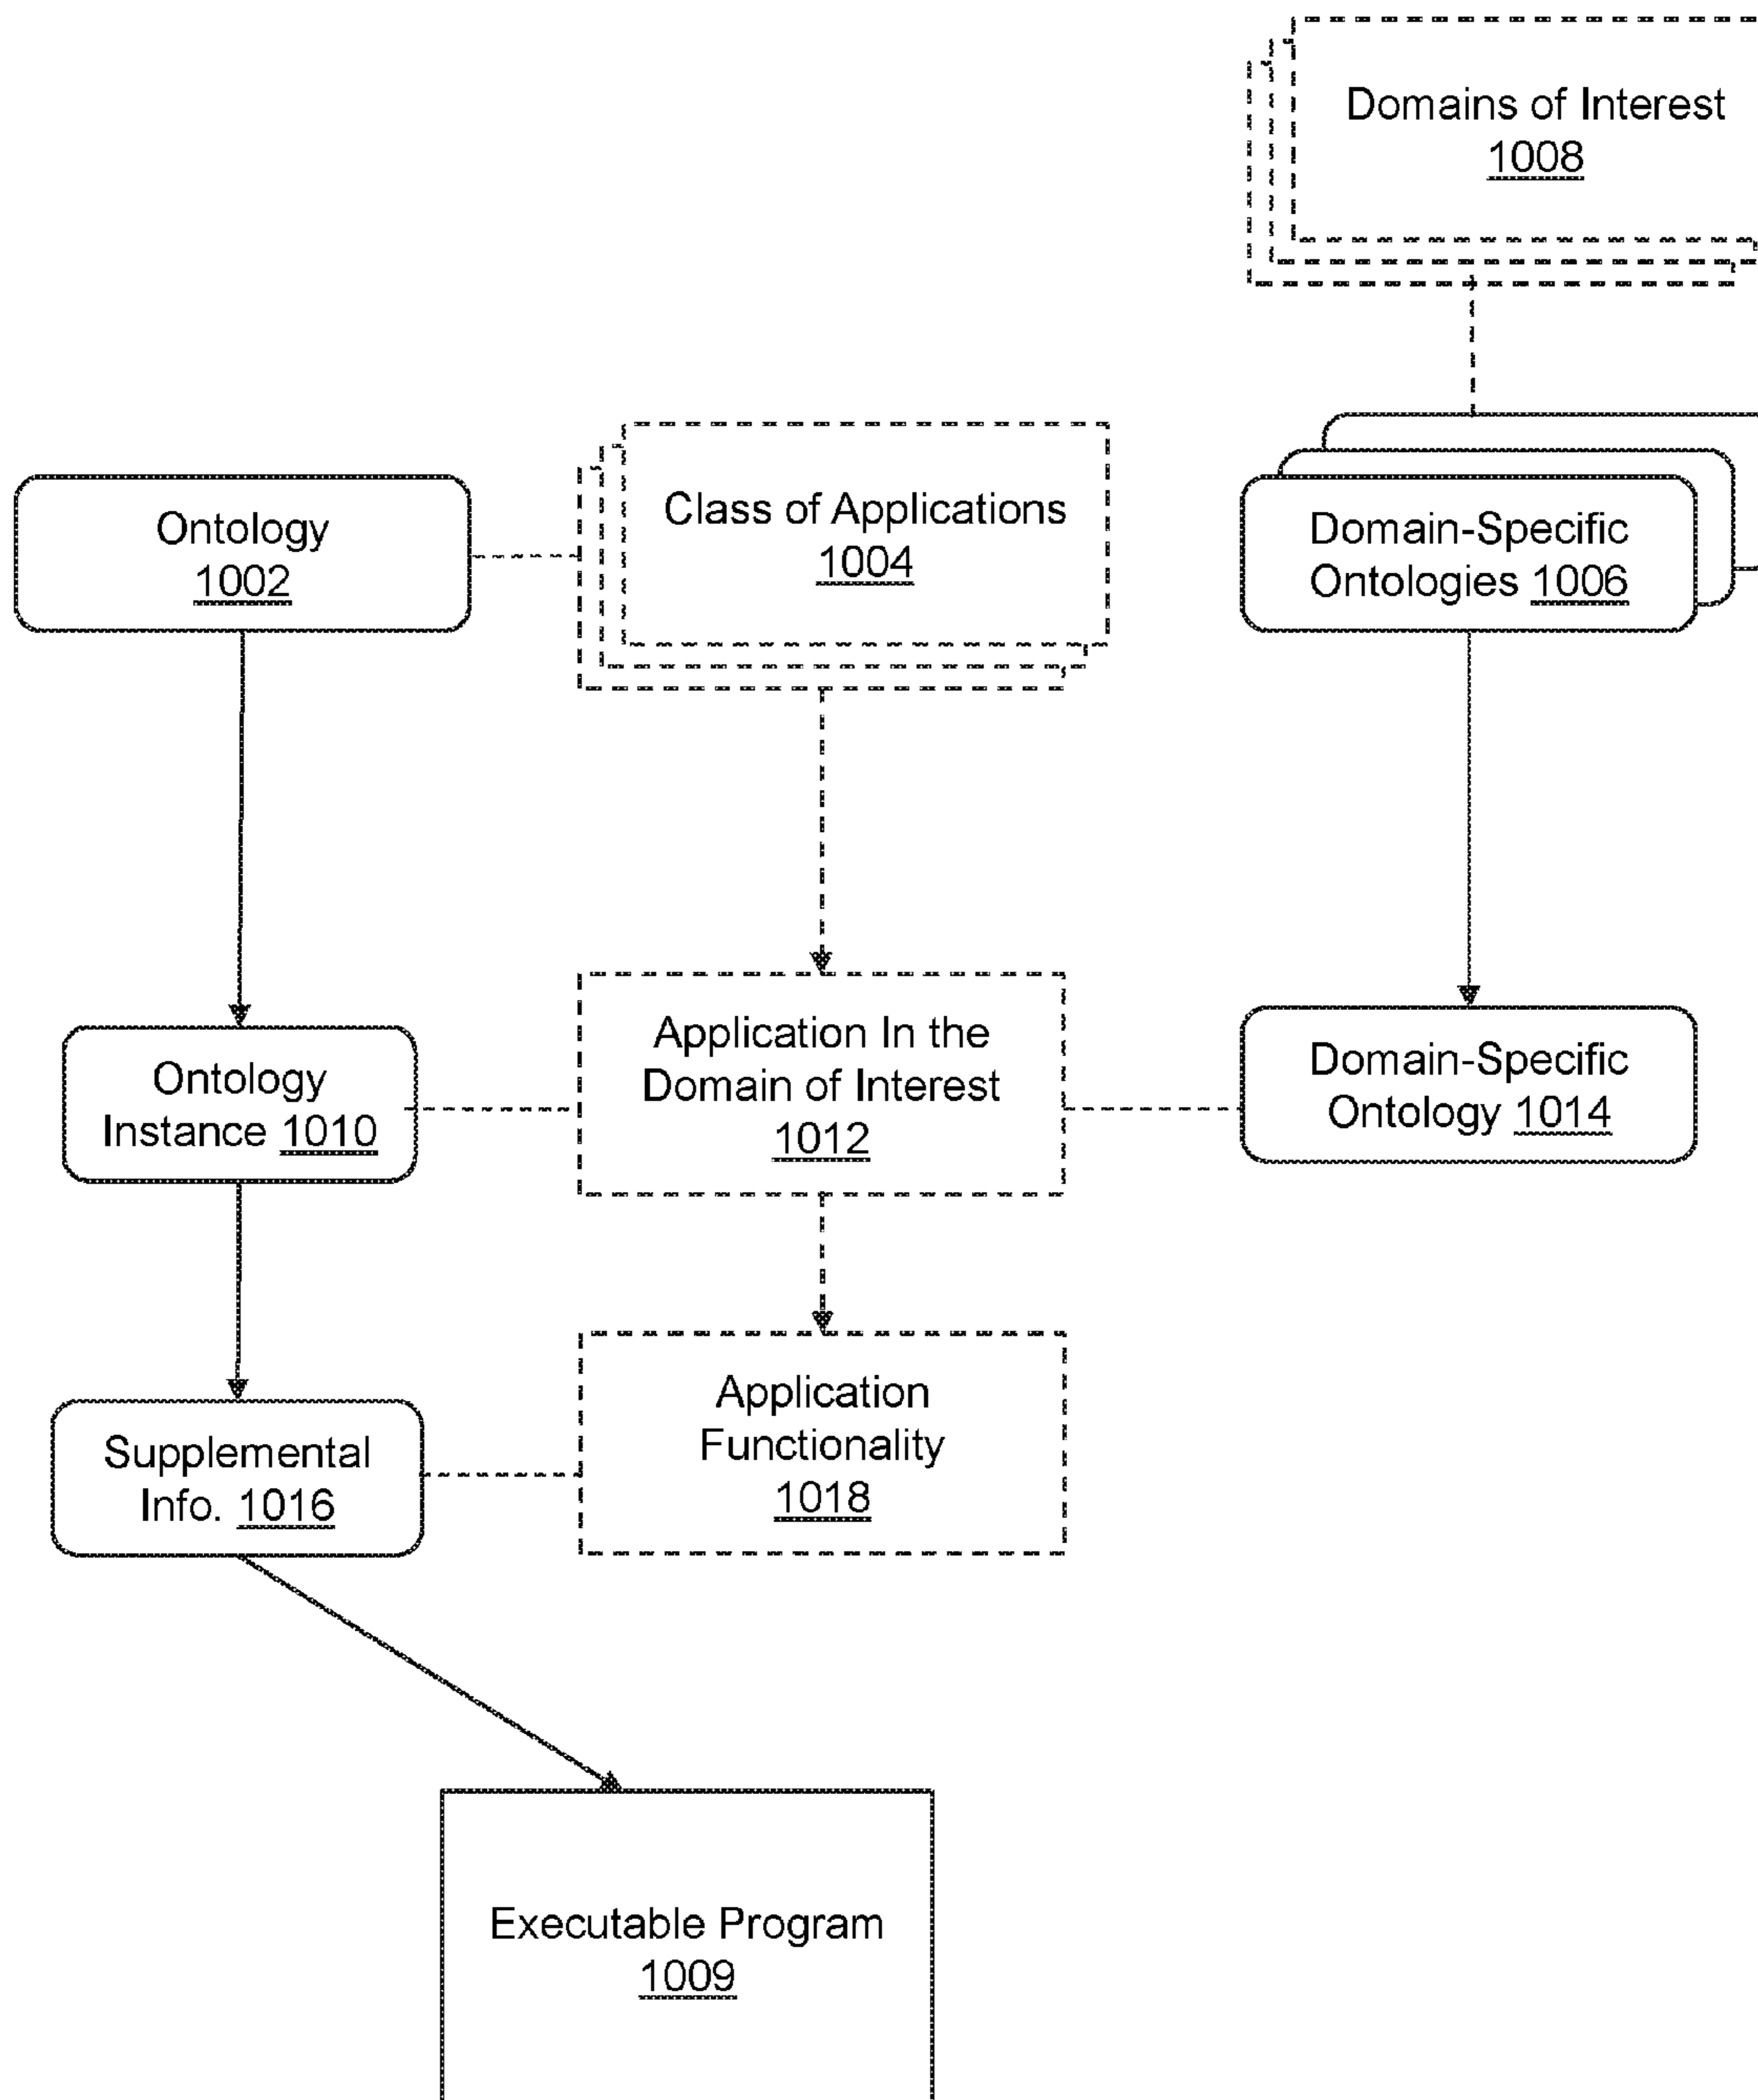 Domains of Interest
1008
Class of Applications
1004
Ontology
1002
Domain-Specific
Ontologies 1006
Ontology
Instance 1010
Application In the
Domain of Interest
1012
Domain-Specific
Ontology 1014
Supplemental
Info. 1016
Application
Functionality
1018
Executable Program
1009